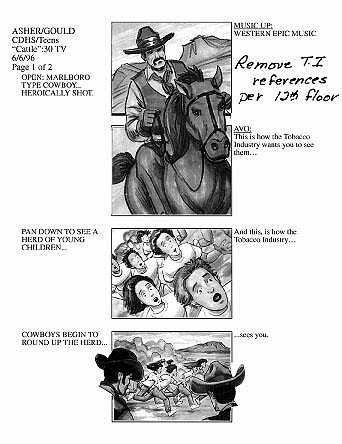 ASHER/GOULD
CDHS/Teens
"Cattle":30 TV
6/6/96
Page 1 of 2
OPEN: MARLBORO
TYPE COWBOY...
HEROICALLY SHOT.
MUSIC UP:
WESTERN EPIC MUSIC
Remove T.I
references
per 12th floor
AVO:
This is how the Tobacco
Industry wants you to see
them…
PAN DOWN TO SEE A
HERD OF YOUNG
CHILDREN...
And this, is how the
Tobacco Industry…
COWBOYS BEGIN TO
ROUND UP THE HERD...
...sees you.